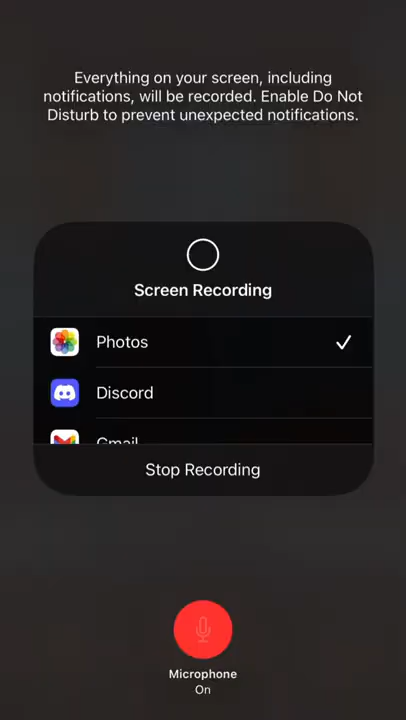 Everything on your screen, including
notifications, will be recorded. Enable Do Not
Disturb to prevent unexpected notifications.
Screen Recording
Photos
Discord
Gmail
Stop Recording
Microphone
On